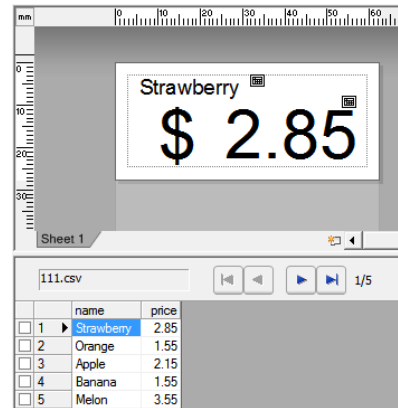 mm
0 10 20 30 40 50 60
0
10
20
30
Strawberry
$ 2.85
Sheet 1
111.csv
1/5
name price
1 Strawberry 2.85
2 Orange 1.55
3 Apple 2.15
4 Banana 1.55
5 Melon 3.55